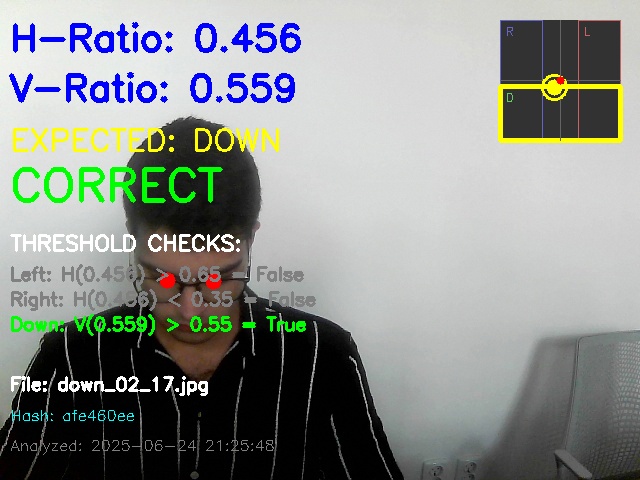 H-Ratio: 0.456
V-Ratio: 0.559
EXPECTED: DOWN
CORRECT
THRESHOLD CHECKS:
Left: H(0.456) > 0.65 = False
Right: H(0.456) < 0.35 = False
Down: V(0.559) > 0.55 = True
File: down_02_17.jpg
Hash: afe460ee
Analyzed: 2025-06-24 21:25:48
R
L
D